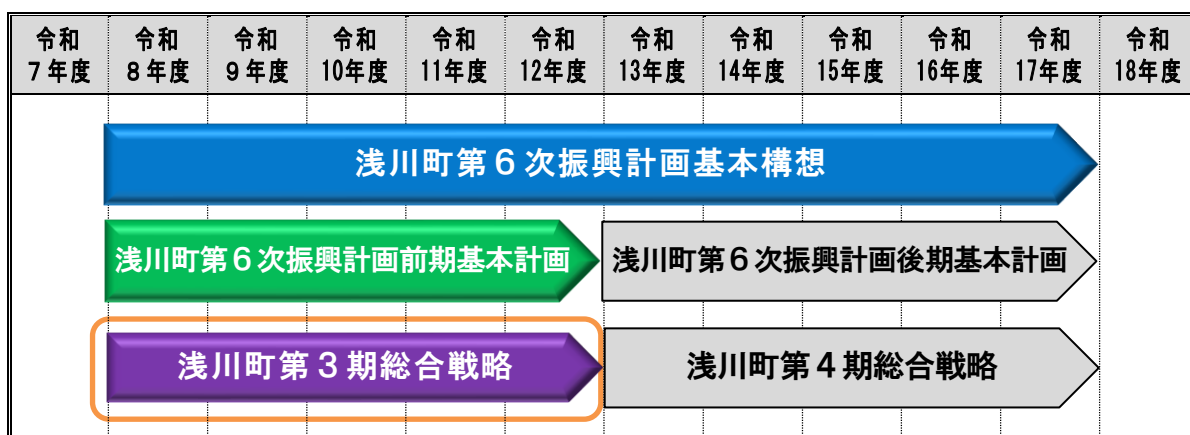 令和 令和 令和 令和 令和 令和 令和 令和 令和 令和 令和 令和
7年度 8年度 9年度 10年度 11年度 12年度 13年度 14年度 15年度 16年度 17年度 18年度
浅川町第６次振興計画基本構想
浅川町第６次振興計画前期基本計画 浅川町第６次振興計画後期基本計画
浅川町第３期総合戦略 浅川町第４期総合戦略